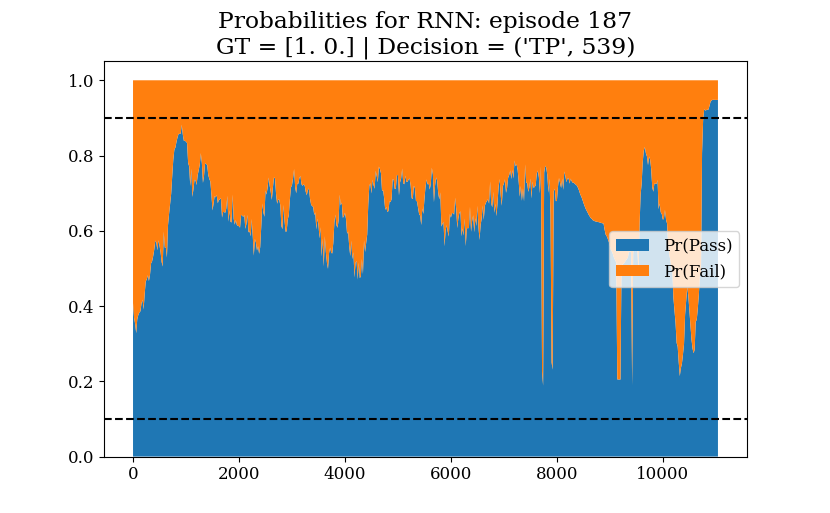 Probabilities for RNN: episode 187
GT = [1. 0.] | Decision = ('TP', 539)
1.0
0.8
0.6
0.4
0.2
0.0
Pr(Pass)
Pr(Fail)
0 2000 4000 6000 8000 10000